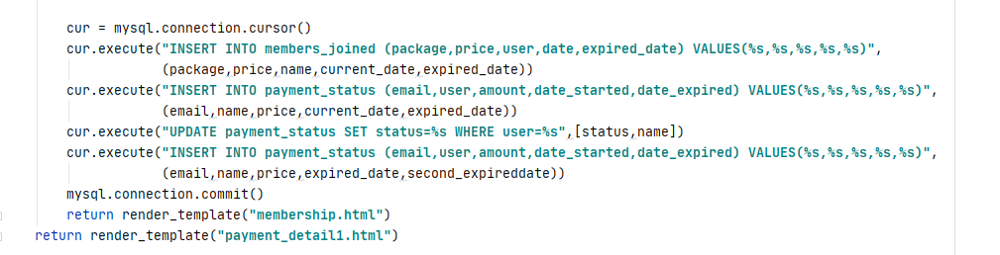 cur = mysql.connection.cursor()
cur.execute("INSERT INTO members_joined (package,price,user,date,expired_date) VALUES(%s,%s,%s,%s,%s)",
(package,price,name,current_date,expired_date))
cur.execute("INSERT INTO payment_status (email,user,amount,date_started,date_expired) VALUES(%s,%s,%s,%s,%s)",
(email,name,price,current_date,expired_date))
cur.execute("UPDATE payment_status SET status=%s WHERE user=%s",[status,name])
cur.execute("INSERT INTO payment_status (email,user,amount,date_started,date_expired) VALUES(%s,%s,%s,%s,%s)",
(email,name,price,expired_date,second_expireddate))
mysql.connection.commit()
return render_template("membership.html")
return render_template("payment_detail1.html")